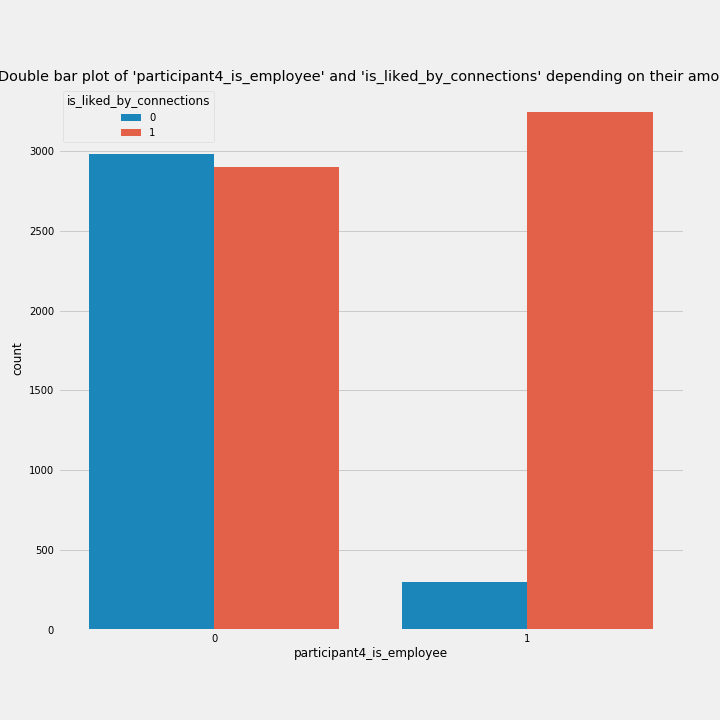 Double bar plot of 'participant4_is_employee' and 'is_liked_by_connections' depending on their amo
is_liked_by_connections
0
1
3000
2500
2000
1500
1000
500
0
count
0 1
participant4_is_employee